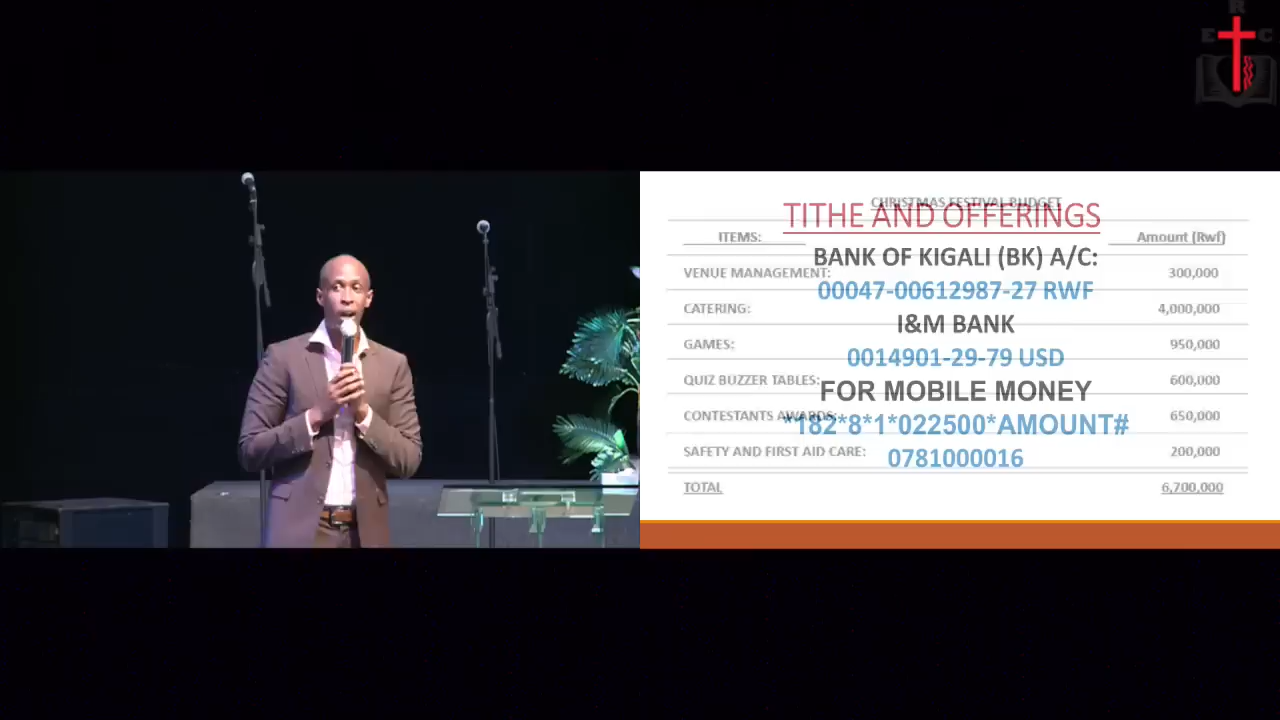 E R C
CHRISTMAS FESTIVAL BUDGET
TITHE AND OFFERINGS
ITEMS: Amount (Rwf)
BANK OF KIGALI (BK) A/C:
VENUE MANAGEMENT: 300,000
00047-00612987-27 RWF
CATERING: 4,000,000
I&M BANK
GAMES: 950,000
0014901-29-79 USD
QUIZ BUZZER TABLES: 600,000
FOR MOBILE MONEY
CONTESTANTS AWARDS: 650,000
*182*8*1*022500*AMOUNT#
SAFETY AND FIRST AID CARE: 200,000
0781000016
TOTAL 6,700,000